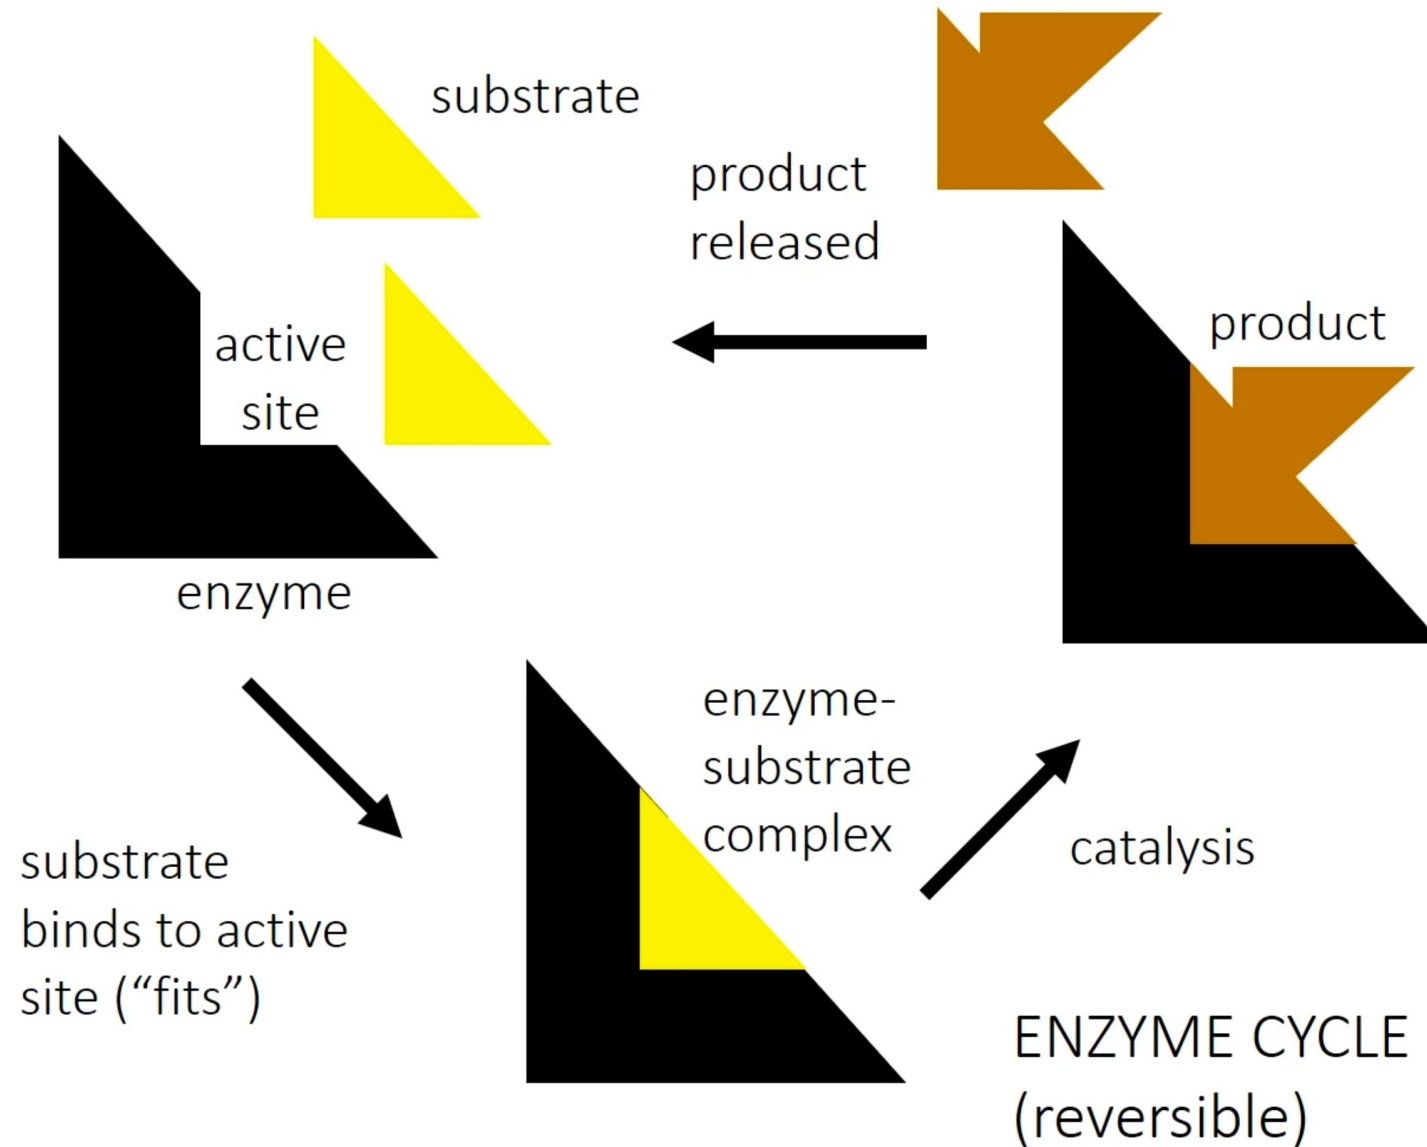 substrate
product
released
active
site
enzyme
product
enzyme-
substrate
complex
substrate
binds to active
site (“fits”)
catalysis
ENZYME CYCLE
(reversible)